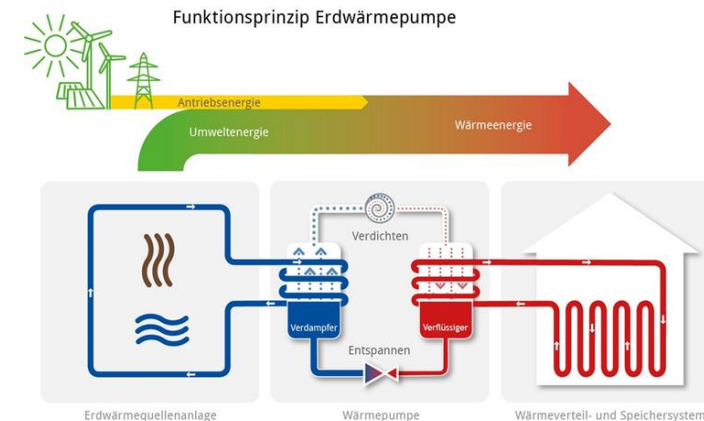 Funktionsprinzip Erdwärmepumpe
Antriebsenergie
Umweltenergie
Wärmeenergie
Verdichten
Verdampfer
Verflüssiger
Entspannen
Erdwärmequellenanlage
Wärmepumpe
Wärmeverteil- und Speichersystem